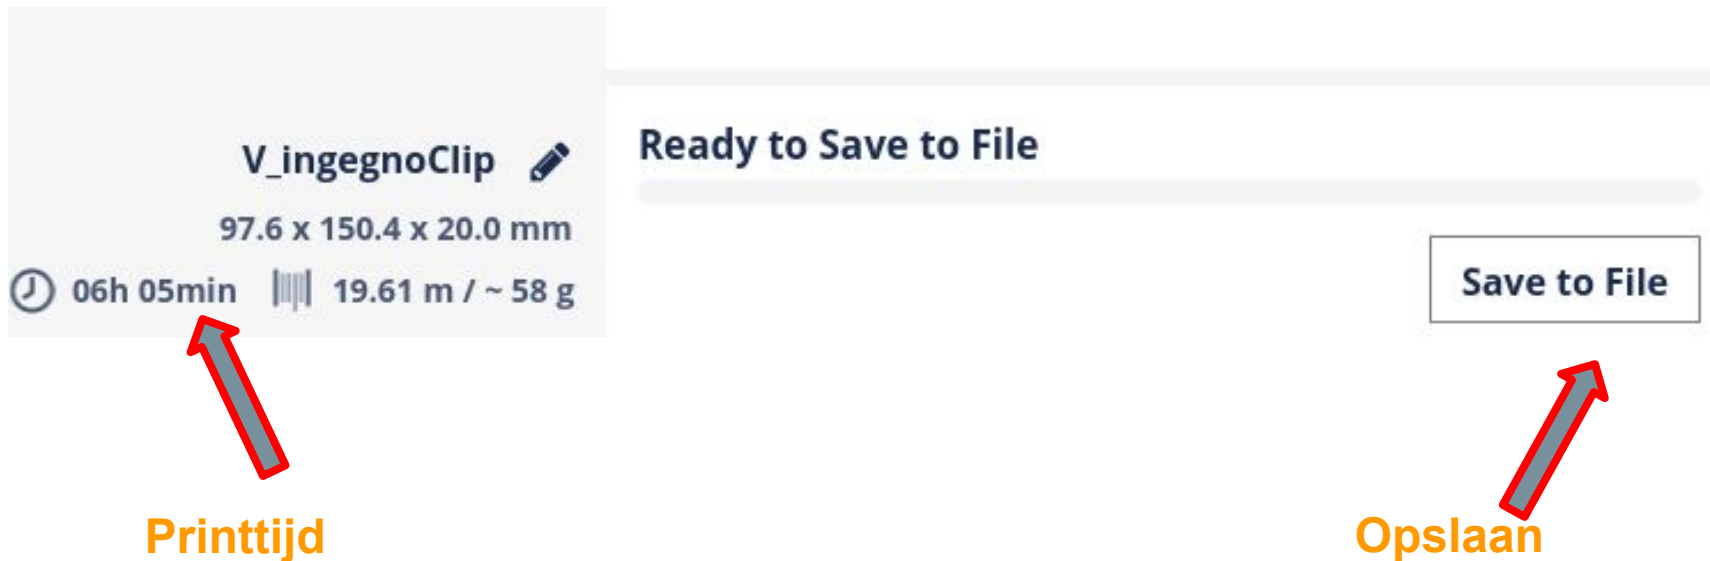 V_ingegnoClip
97.6 x 150.4 x 20.0 mm
06h 05min 19.61 m / ~ 58 g
Ready to Save to File
Save to File
Printtijd
Opslaan